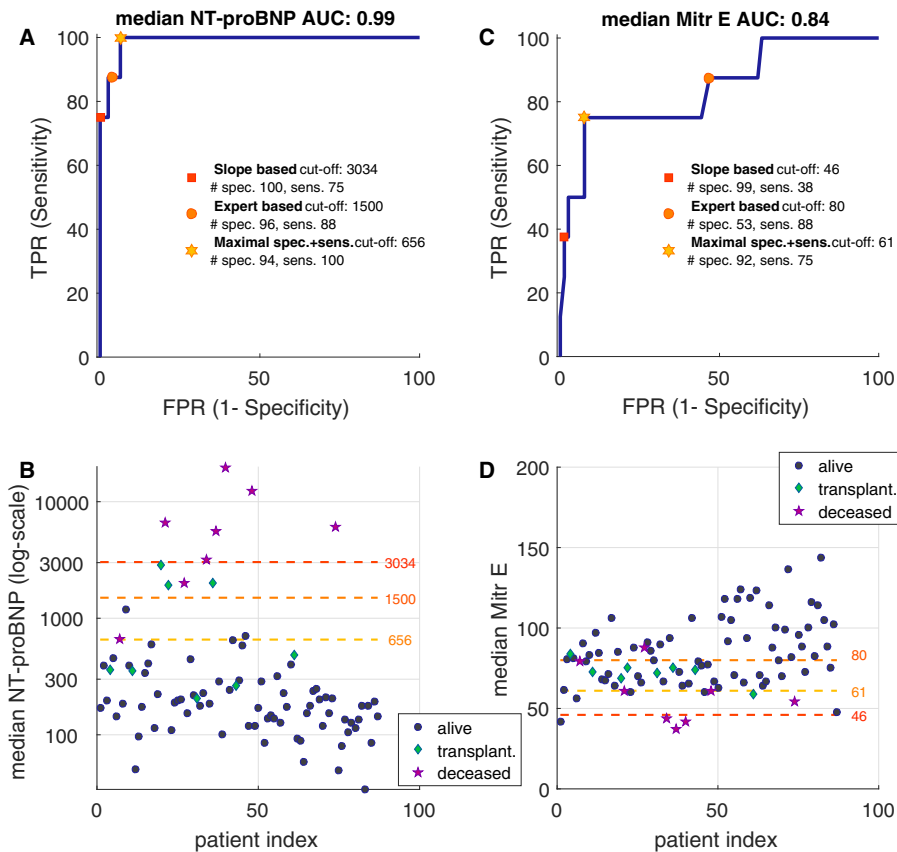 median NT-proBNP AUC: 0.99
A
100
80
60
40
20
0
TPR (Sensitivity)
Slope based cut-off: 3034
# spec. 100, sens. 75
Expert based cut-off: 1500
# spec. 96, sens. 88
Maximal spec.+sens. cut-off: 656
# spec. 94, sens. 100
0 50 100
FPR (1- Specificity)
median Mitr E AUC: 0.84
C
100
80
60
40
20
0
TPR (Sensitivity)
Slope based cut-off: 46
# spec. 99, sens. 38
Expert based cut-off: 80
# spec. 53, sens. 88
Maximal spec.+sens. cut-off: 61
# spec. 92, sens. 75
0 50 100
FPR (1- Specificity)
B
10000
3000
1000
300
100
median NT-proBNP (log-scale)
3034
1500
656
alive
transplant.
deceased
0 50 100
patient index
D
200
150
100
50
0
median Mitr E
alive
transplant.
deceased
80
61
46
0 50 100
patient index